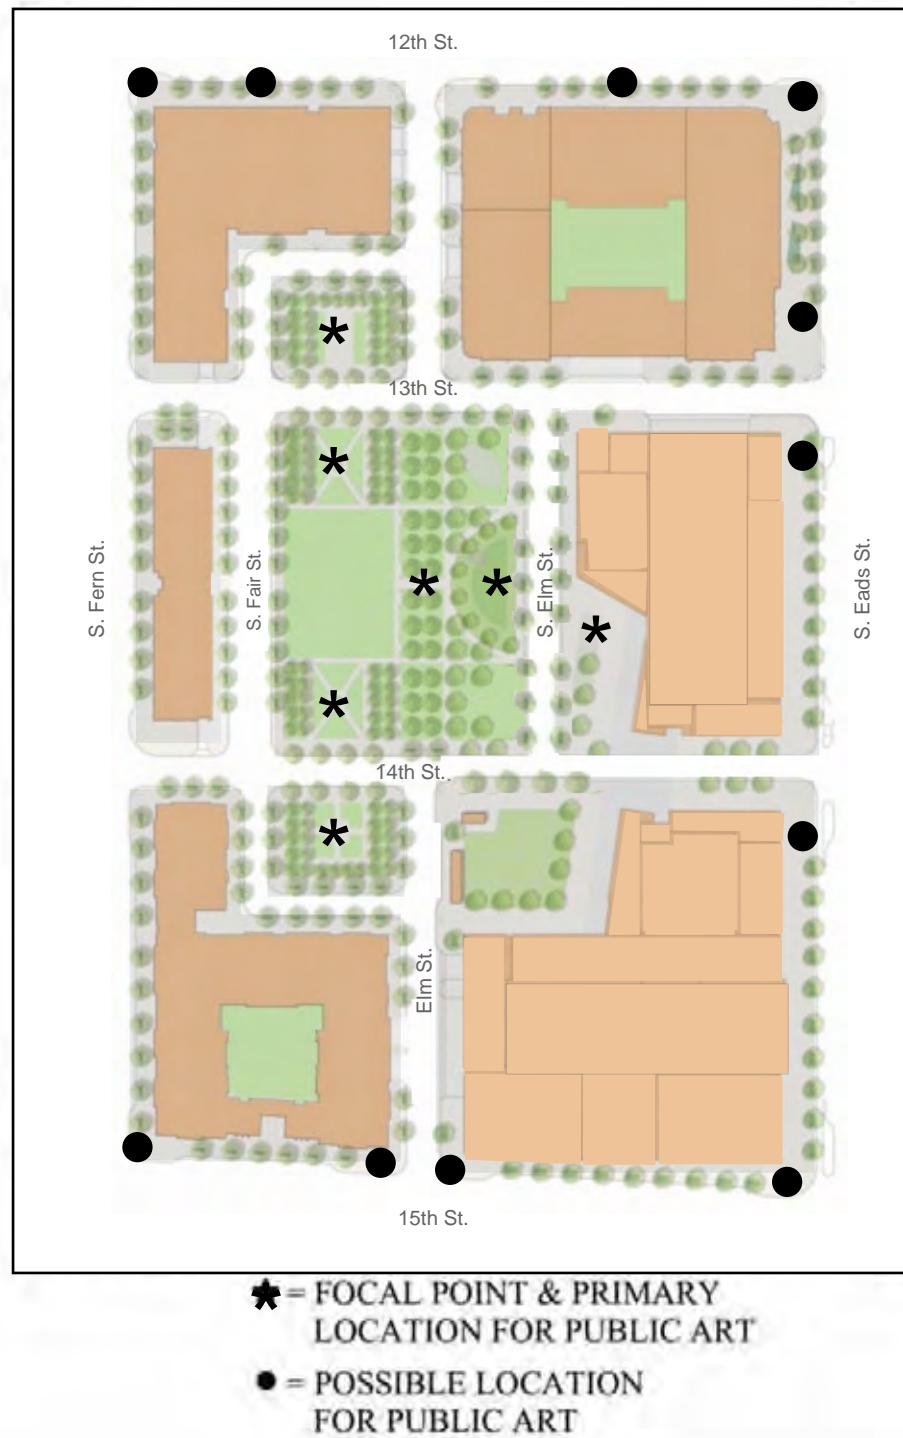 12th St.
13th St.
S. Fern St.
S. Fair St.
S. Elm St.
S. Eads St.
14th St..
Elm St.
15th St.
* = FOCAL POINT & PRIMARY
LOCATION FOR PUBLIC ART
● = POSSIBLE LOCATION
FOR PUBLIC ART